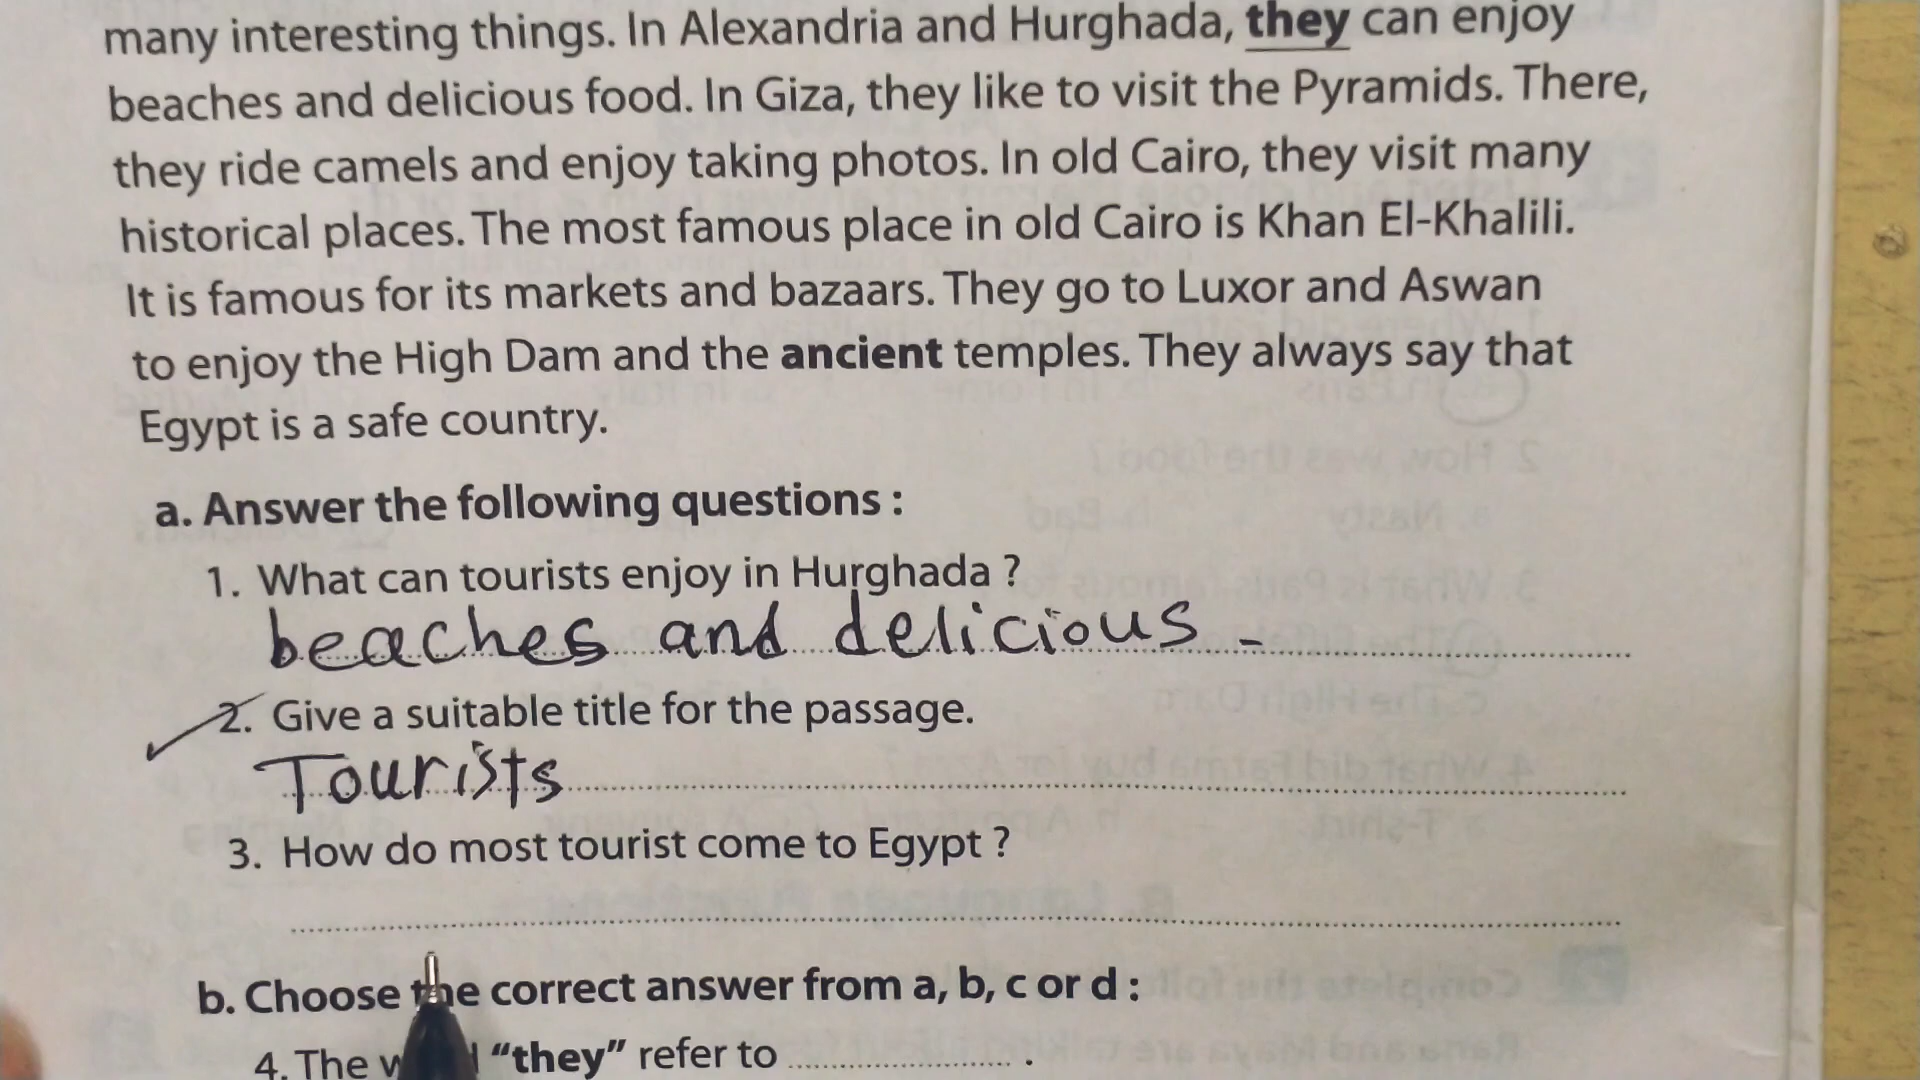 many interesting things. In Alexandria and Hurghada, they can enjoy
beaches and delicious food. In Giza, they like to visit the Pyramids. There,
they ride camels and enjoy taking photos. In old Cairo, they visit many
historical places. The most famous place in old Cairo is Khan El-Khalili.
It is famous for its markets and bazaars. They go to Luxor and Aswan
to enjoy the High Dam and the ancient temples. They always say that
Egypt is a safe country.
a. Answer the following questions :
1. What can tourists enjoy in Hurghada ?
beaches and delicious -
2. Give a suitable title for the passage.
Tourists
3. How do most tourist come to Egypt ?
b. Choose the correct answer from a, b, c or d :
4. The "they" refer to .................... .